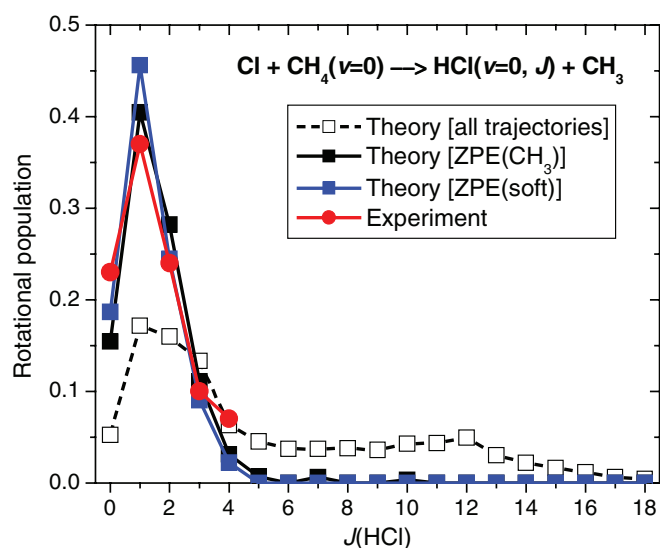 Cl + CH₄(v=0) —> HCl(v=0, J) + CH₃
Theory [all trajectories]
Theory [ZPE(CH₃)]
Theory [ZPE(soft)]
Experiment
Rotational population
0.5
0.4
0.3
0.2
0.1
0.0
0 2 4 6 8 10 12 14 16 18
J(HCl)